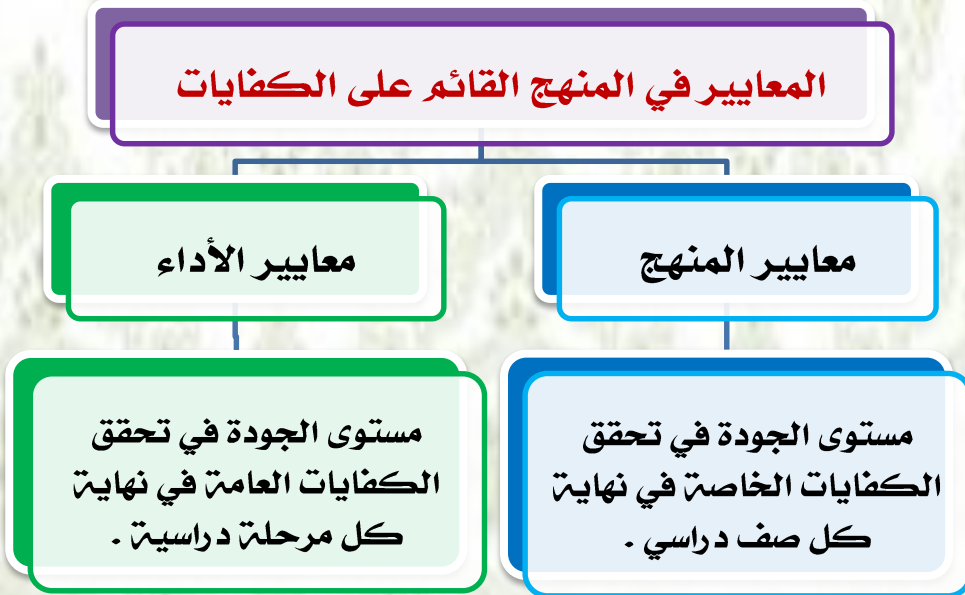 المعايير في المنهج القائم على الكفايات
معايير المنهج
معايير الأداء
مستوى الجودة في تحقق
الكفايات الخاصة في نهاية
كل صف دراسي .
مستوى الجودة في تحقق
الكفايات العامة في نهاية
كل مرحلة دراسية .